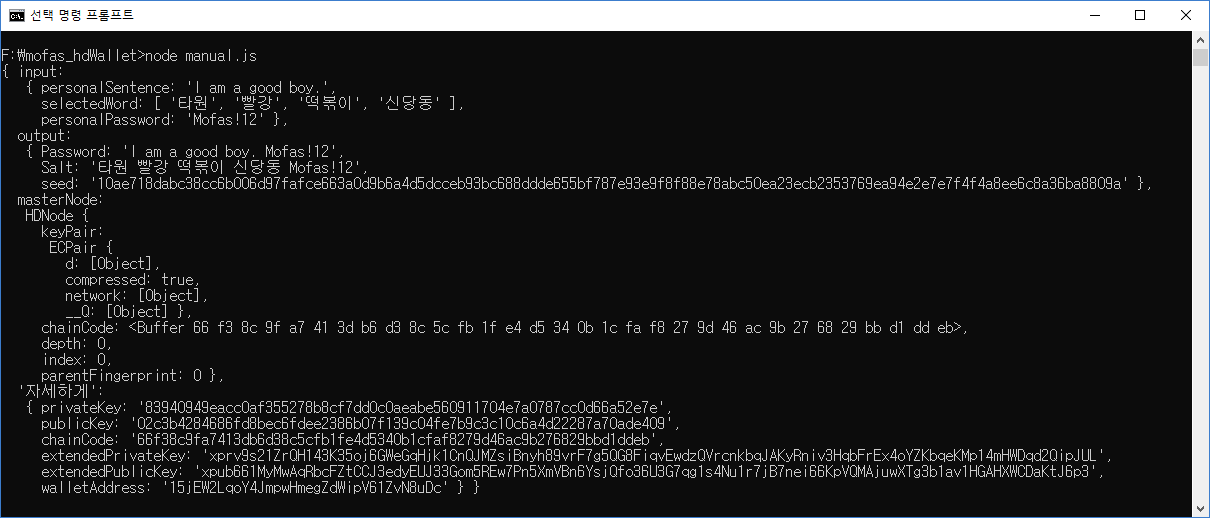 선택 명령 프롬프트
F:\mofas_hdWallet>node manual.js
{ input:
{ personalSentence: 'I am a good boy.',
selectedWord: [ '타원', '빨강', '떡볶이', '신당동' ],
personalPassword: 'Mofas!12' },
output:
{ Password: 'I am a good boy. Mofas!12',
Salt: '타원 빨강 떡볶이 신당동 Mofas!12',
seed: '10ae718dabc38cc6b006d97fafce663a0d9b6a4d5dcceb93bc688ddde655bf787e93e9f8f88e78abc50ea23ecb2353769ea94e2e7e7f4f4a8ee6c8a36ba8809a' },
masterNode:
HDNode {
keyPair:
ECPair {
d: [Object],
compressed: true,
network: [Object],
__Q: [Object] },
chainCode: <Buffer 66 f3 8c 9f a7 41 3d b6 d3 8c 5c fb 1f e4 d5 34 0b 1c fa f8 27 9d 46 ac 9b 27 68 29 bb d1 dd eb>,
depth: 0,
index: 0,
parentFingerprint: 0 },
'자세하게':
{ privateKey: '83940949eacc0af355278b8cf7dd0c0aeabe560911704e7a0787cc0d66a52e7e',
publicKey: '02c3b4284686fd8bec6fdee2386b07f139c04fe7b9c3c10c6a4d22287a70ade409',
chainCode: '66f38c9fa7413db6d38c5cfb1fe4d5340b1cfaf8279d46ac9b276829bbd1ddeb',
extendedPrivateKey: 'xprv9s21ZrQH143K35oj6GWeGqHjk1CnQJMZsiBnyh89vrF7g5QG8FiqvEwdzQVrcnkbqJAKyRniv3HqbFrEx4oYZKbqeKMp14mHWDqd2QipJUL',
extendedPublicKey: 'xpub661MyMwAqRbcFZtCCJ3edyEUJ33Gom5REw7Pn5XmVBn6YsjQfo36U3G7qg1s4Nu1r7jB7nei66KpVQMAjuwXTg3b1av1HGAHXWCDaKtJ6p3',
walletAddress: '15jEW2LqoY4JmpwHmegZdWipV61ZvN8uDc' } }